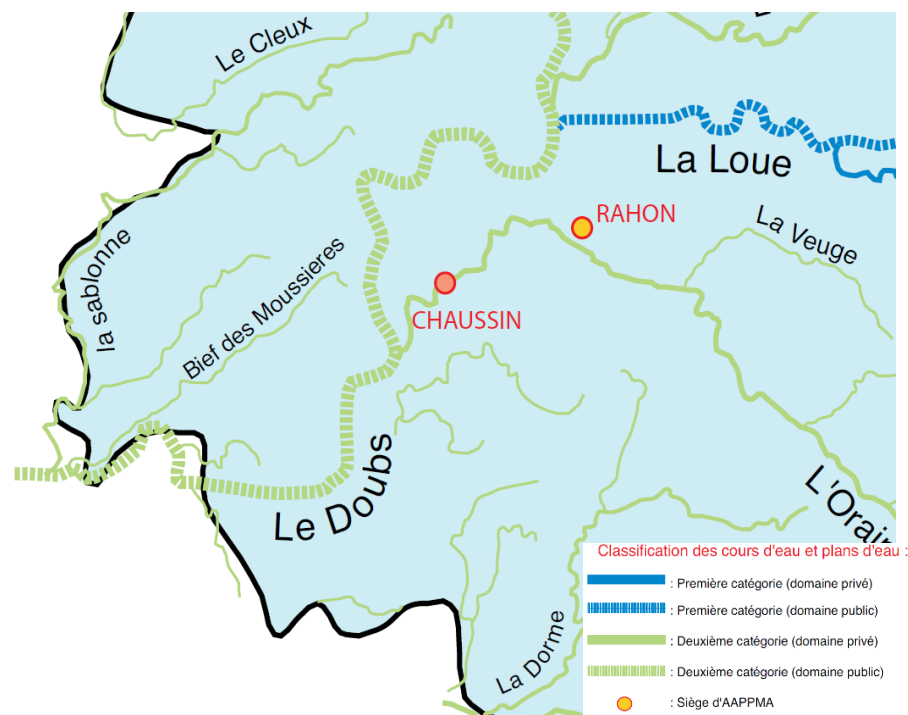 Le Cleux
La Loue
RAHON
La Veuge
la sablonne
Bief des Moussieres
CHAUSSIN
Le Doubs
L'Orain
La Dorme
Classification des cours d'eau et plans d'eau :
: Première catégorie (domaine privé)
: Première catégorie (domaine public)
: Deuxième catégorie (domaine privé)
: Deuxième catégorie (domaine public)
: Siège d'AAPPMA